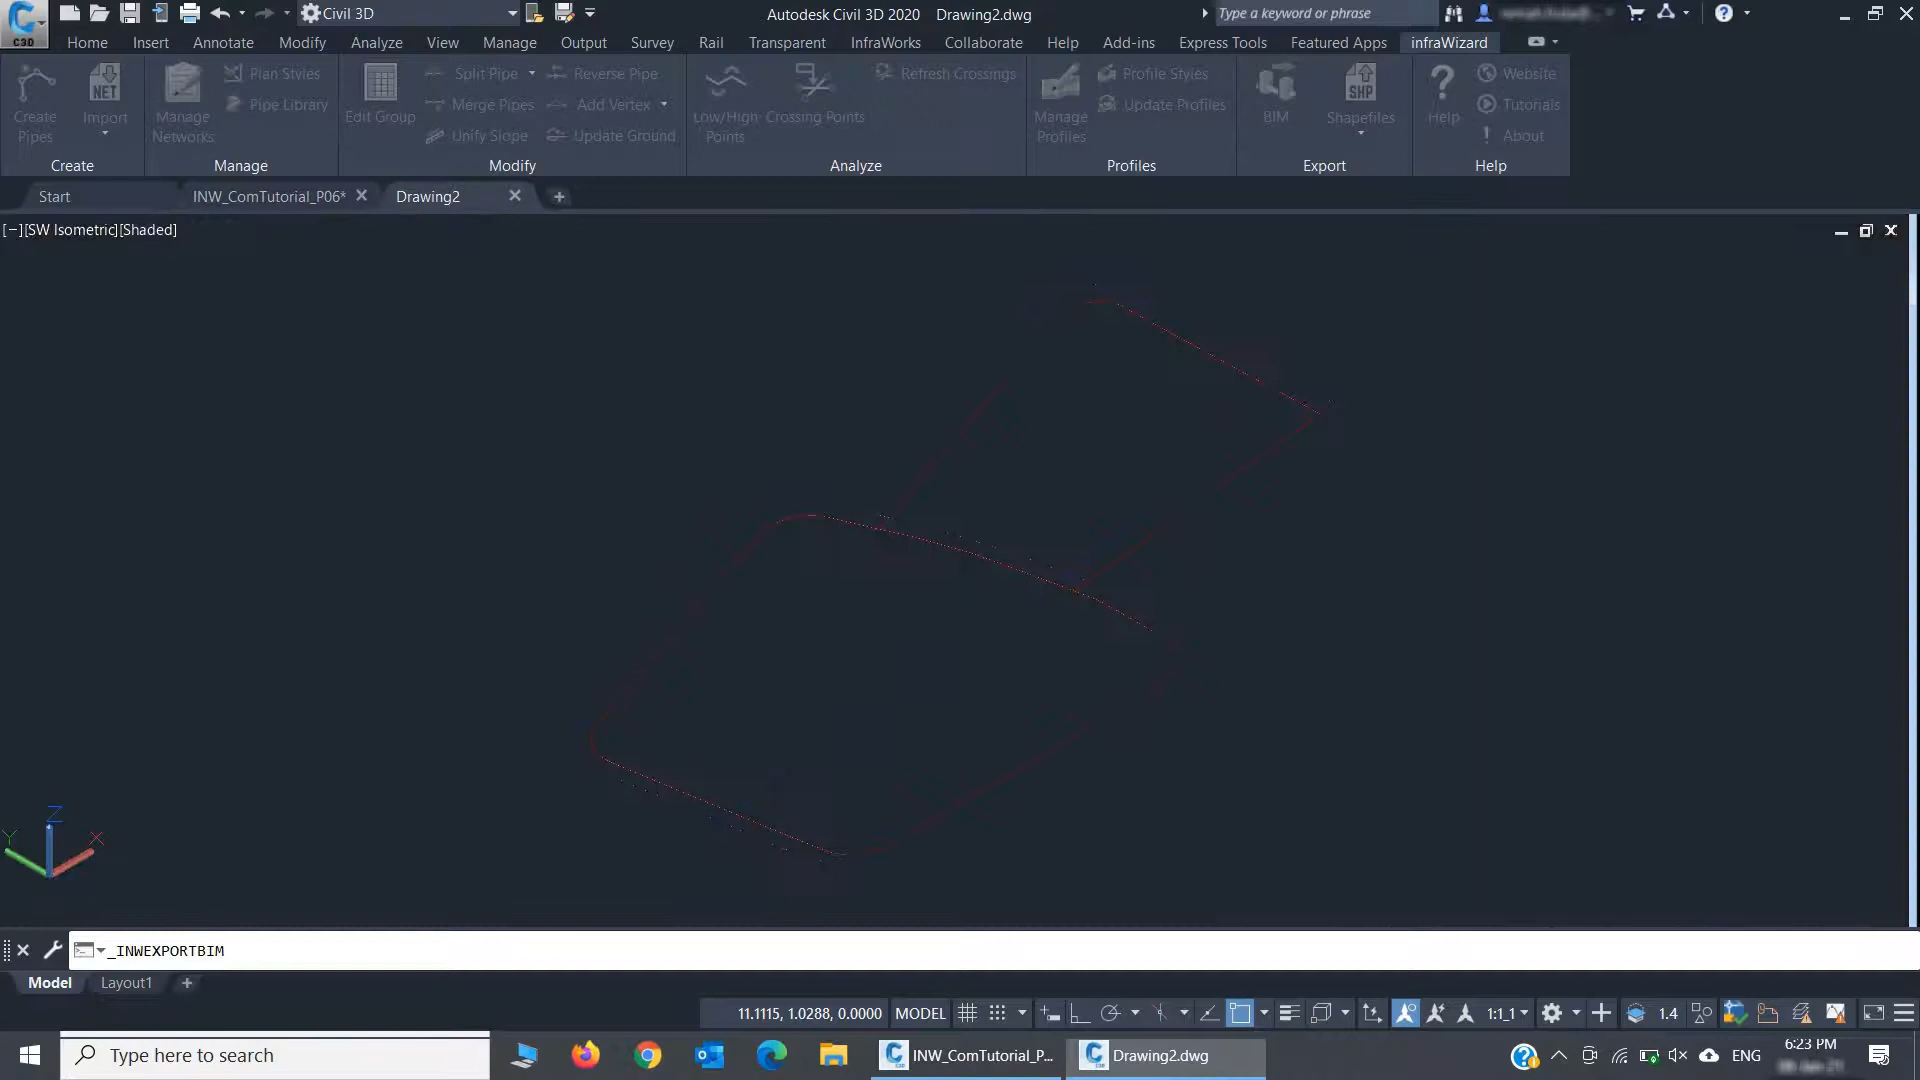 C3D Civil 3D Autodesk Civil 3D 2020 Drawing2.dwg Type a keyword or phrase
Home Insert Annotate Modify Analyze View Manage Output Survey Rail Transparent InfraWorks Collaborate Help Add-ins Express Tools Featured Apps infraWizard
Create Pipes
Import
NET
Create
Manage Networks
Plan Styles
Pipe Library
Manage
Edit Group
Split Pipe
Merge Pipes
Unify Slope
Reverse Pipe
Add Vertex
Update Ground
Modify
Low/High Points
Crossing Points
Refresh Crossings
Analyze
Manage Profiles
Profile Styles
Update Profiles
Profiles
BIM
SHP
Shapefiles
Export
Help
Website
Tutorials
About
Help
Start INW_ComTutorial_P06* Drawing2
[−][SW Isometric][Shaded]
Z
Y X
_INWEXPORTBIM
Model Layout1
11.1115, 1.0288, 0.0000 MODEL 1:1_1 1.4
Type here to search INW_ComTutorial_P... Drawing2.dwg ENG 6:23 PM